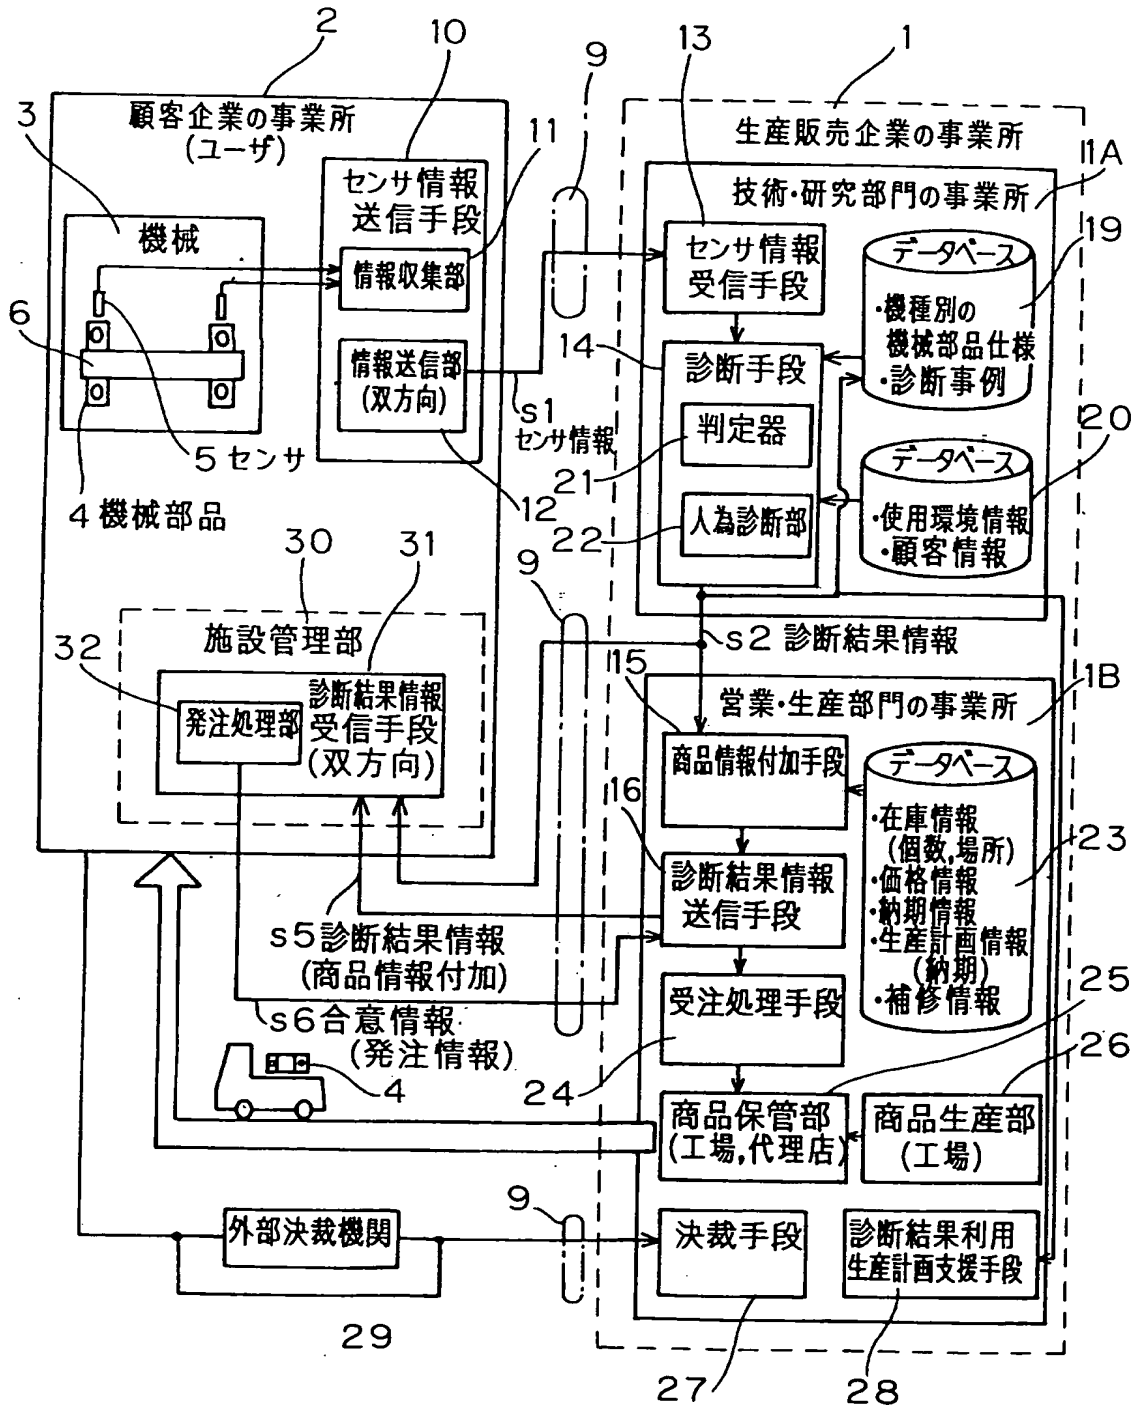 2
10
13
9
1
顧客企業の事業所
(ユーザ)
3
11
生産販売企業の事業所
1A
技術・研究部門の事業所
センサ情報
送信手段
機械
情報収集部
センサ情報
受信手段
データベース
19
・機種別の
機械部品仕様
・診断事例
6
14
診断手段
情報送信部
(双方向)
s1
センサ情報
判定器
21
20
データベース
・使用環境情報
・顧客情報
5 センサ
4 機械部品
12
22
人為診断部
30
31
9
施設管理部
32
s2 診断結果情報
15
1B
診断結果情報
受信手段
(双方向)
発注処理部
営業・生産部門の事業所
商品情報付加手段
データベース
・在庫情報
(個数,場所)
・価格情報
・納期情報
・生産計画情報
(納期)
・補修情報
23
16
診断結果情報
送信手段
s5 診断結果情報
(商品情報付加)
25
受注処理手段
s6 合意情報
(発注情報)
26
4
24
商品保管部
(工場,代理店)
商品生産部
(工場)
9
外部決裁機関
決裁手段
診断結果利用
生産計画支援手段
29
27
28